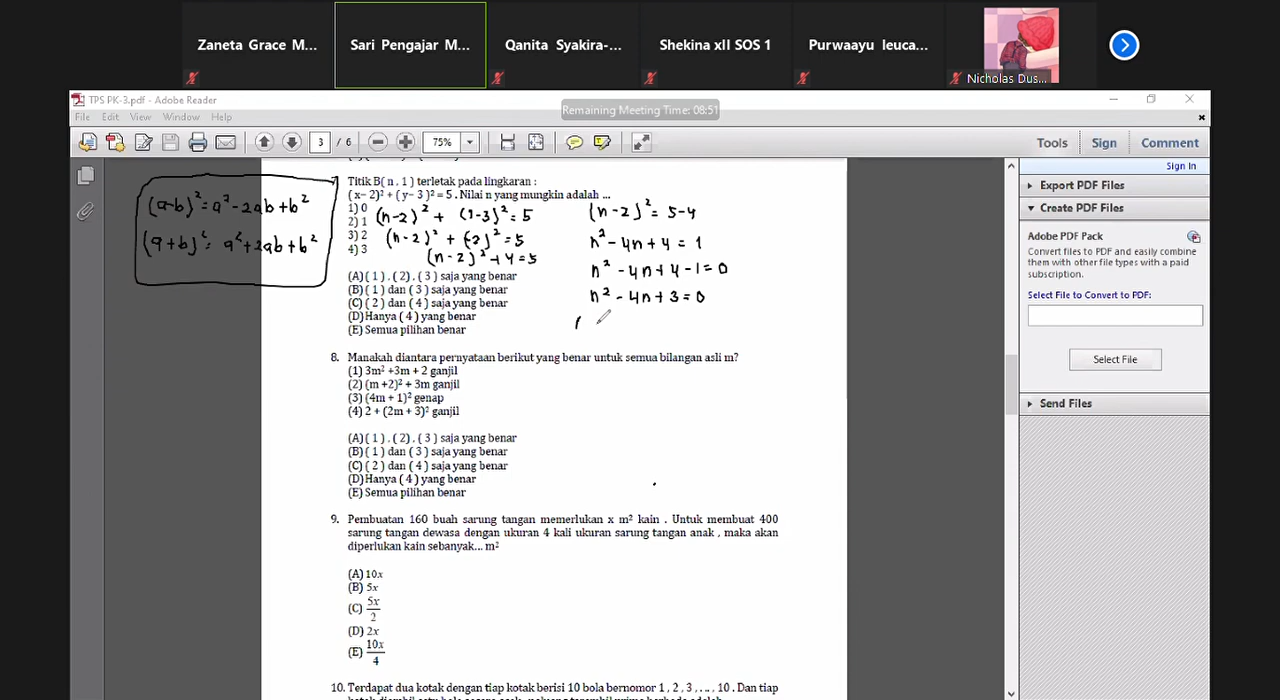 Zaneta Grace M...
Sari Pengajar M...
Qanita Syakira-...
Shekina xII SOS 1
Purwaayu leuca...
Nicholas Dus...
TPS PK-3.pdf - Adobe Reader
Remaining Meeting Time: 08:51
File Edit View Window Help
3 / 6 75%
Tools Sign Comment
Sign In
Export PDF Files
Create PDF Files
Adobe PDF Pack
Convert files to PDF and easily combine them with other file types with a paid subscription.
Select File to Convert to PDF:
Select File
Send Files
(a-b)² = a² - 2ab + b²
(a+b)² = a² + 2ab + b²
Titik B( n , 1 ) terletak pada lingkaran :
(x– 2)² + (y– 3 )² = 5 . Nilai n yang mungkin adalah ...
1) 0
2) 1
3) 2
4) 3
(n-2)² + (1-3)² = 5
(n-2)² + (-2)² = 5
(n-2)² + 4 = 5
(n-2)² = 5-4
n² - 4n + 4 = 1
n² - 4n + 4 - 1 = 0
n² - 4n + 3 = 0
(
(A) ( 1 ) . ( 2) . ( 3 ) saja yang benar
(B) ( 1 ) dan ( 3 ) saja yang benar
(C) ( 2 ) dan ( 4 ) saja yang benar
(D) Hanya ( 4 ) yang benar
(E) Semua pilihan benar
8. Manakah diantara pernyataan berikut yang benar untuk semua bilangan asli m?
(1) 3m² +3m + 2 ganjil
(2) (m +2)² + 3m ganjil
(3) (4m + 1)² genap
(4) 2 + (2m + 3)² ganjil
(A) ( 1 ) . ( 2 ) . ( 3 ) saja yang benar
(B) ( 1 ) dan ( 3 ) saja yang benar
(C) ( 2 ) dan ( 4 ) saja yang benar
(D) Hanya ( 4 ) yang benar
(E) Semua pilihan benar
9. Pembuatan 160 buah sarung tangan memerlukan x m² kain . Untuk membuat 400
sarung tangan dewasa dengan ukuran 4 kali ukuran sarung tangan anak , maka akan
diperlukan kain sebanyak... m²
(A) 10x
(B) 5x
(C) 5x/2
(D) 2x
(E) 10x/4
10. Terdapat dua kotak dengan tiap kotak berisi 10 bola bernomor 1 , 2 , 3 , ... , 10 . Dan tiap